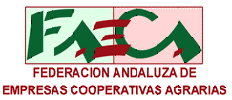 FAECA
FEDERACION ANDALUZA DE
EMPRESAS COOPERATIVAS AGRARIAS